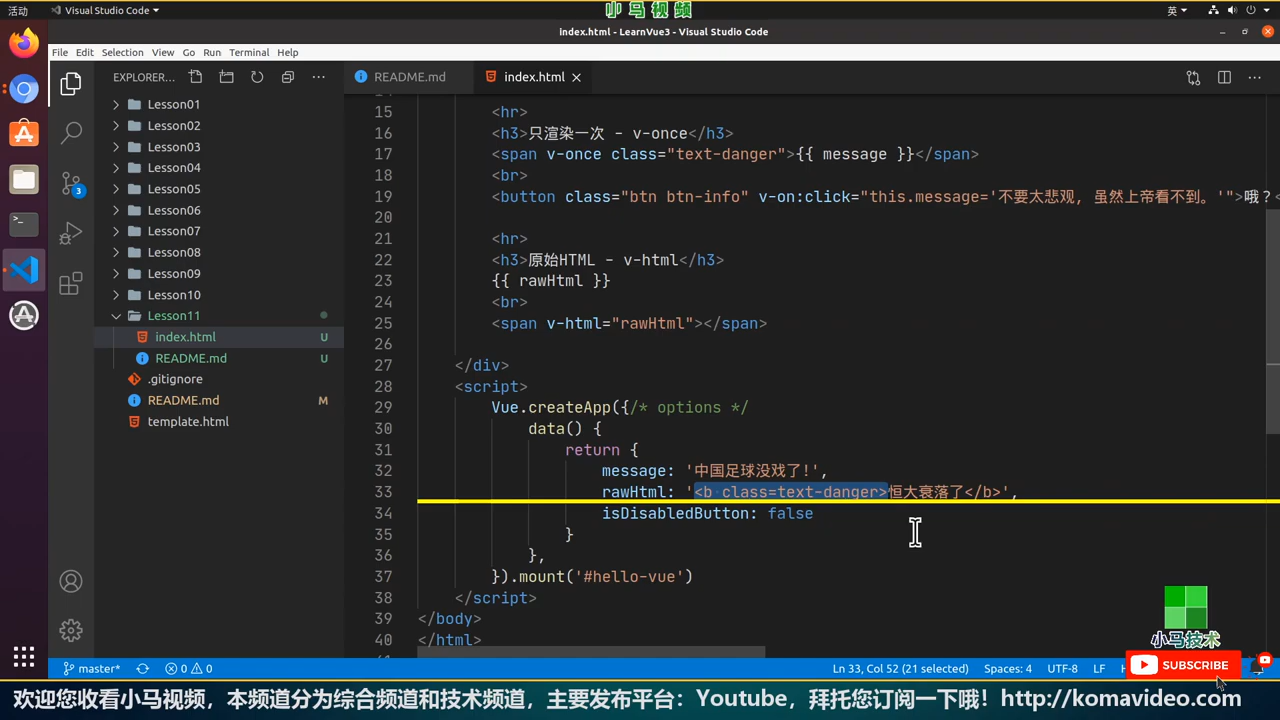 活动
Visual Studio Code
小马视频
英
index.html - LearnVue3 - Visual Studio Code
File Edit Selection View Go Run Terminal Help
EXPLORER...
README.md
index.html
Lesson01
Lesson02
Lesson03
Lesson04
Lesson05
Lesson06
Lesson07
Lesson08
Lesson09
Lesson10
Lesson11
index.html U
README.md U
.gitignore
README.md M
template.html
3
15 <hr>
16 <h3>只渲染一次 - v-once</h3>
17 <span v-once class="text-danger">{{ message }}</span>
18 <br>
19 <button class="btn btn-info" v-on:click="this.message='不要太悲观, 虽然上帝看不到。'">哦？<
20
21 <hr>
22 <h3>原始HTML - v-html</h3>
23 {{ rawHtml }}
24 <br>
25 <span v-html="rawHtml"></span>
26
27 </div>
28 <script>
29 Vue.createApp({/* options */
30 data() {
31 return {
32 message: '中国足球没戏了!',
33 rawHtml: '<b class=text-danger>恒大衰落了</b>',
34 isDisabledButton: false
35 }
36 },
37 }).mount('#hello-vue')
38 </script>
39 </body>
40 </html>
小马技术
SUBSCRIBE
master*
0 0
Ln 33, Col 52 (21 selected)
Spaces: 4
UTF-8
LF
欢迎您收看小马视频，本频道分为综合频道和技术频道，主要发布平台：Youtube，拜托您订阅一下哦！http://komavideo.com